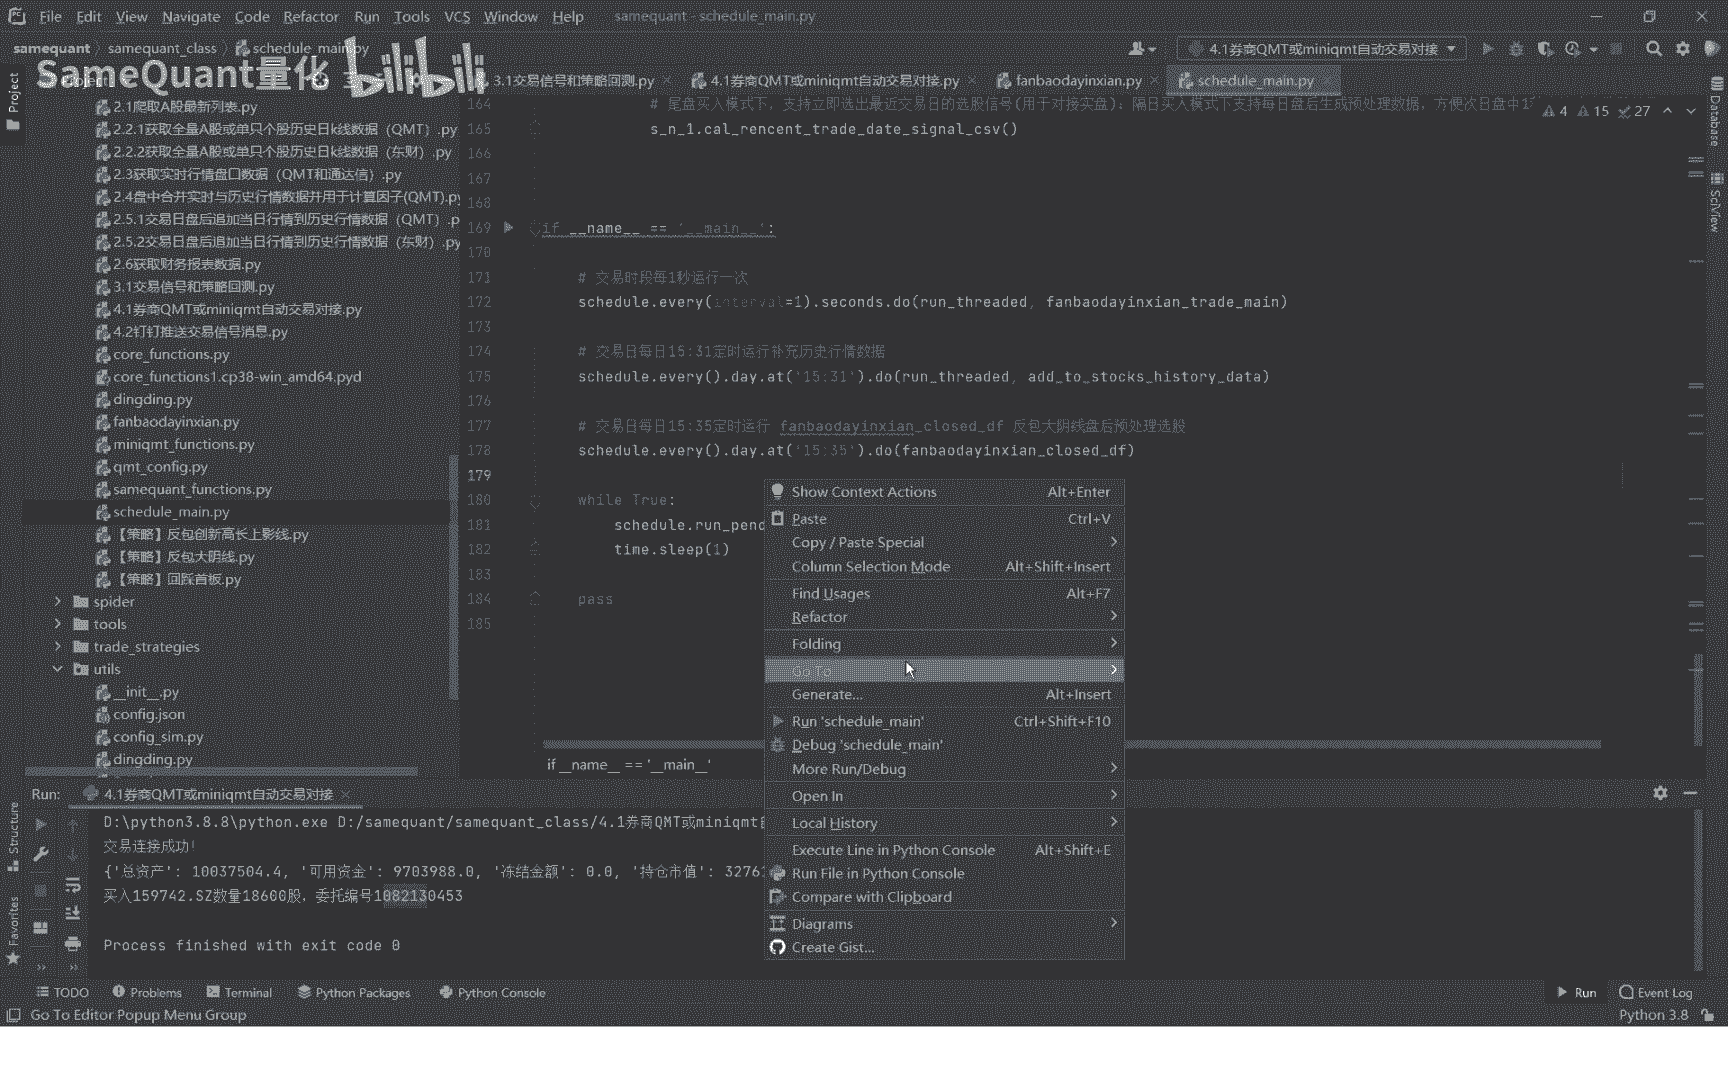 File Edit View Navigate Code Refactor Run Tools VCS Window Help samequant - schedule_main.py
samequant samequant_class schedule_main.py
4.1券商QMT或miniqmt自动交易对接
SameQuant量化 bilibili
3.1交易信号和策略回测.py 4.1券商QMT或miniqmt自动交易对接.py fanbaodayinxian.py schedule_main.py
Project
2.1爬取A股最新列表.py
2.2.1获取全量A股或单只个股历史日k线数据（QMT）.py
2.2.2获取全量A股或单只个股历史日k线数据（东财）.py
2.3获取实时行情盘口数据（QMT和通达信）.py
2.4盘中合并实时与历史行情数据并用于计算因子(QMT).py
2.5.1交易日盘后追加当日行情到历史行情数据（QMT）.p
2.5.2交易日盘后追加当日行情到历史行情数据（东财）.py
2.6获取财务报表数据.py
3.1交易信号和策略回测.py
4.1券商QMT或miniqmt自动交易对接.py
4.2钉钉推送交易信号消息.py
core_functions.py
core_functions1.cp38-win_amd64.pyd
dingding.py
fanbaodayinxian.py
miniqmt_functions.py
qmt_config.py
samequant_functions.py
schedule_main.py
【策略】反包创新高长上影线.py
【策略】反包大阴线.py
【策略】回踩首板.py
spider
tools
trade_strategies
utils
__init__.py
config.json
config_sim.py
dingding.py
164 # 尾盘买入模式下，支持立即选出最近交易日的选股信号(用于对接实盘)；隔日买入模式下支持每日盘后生成预处理数据，方便次日盘中1
4 15 27
165 s_n_1.cal_rencent_trade_date_signal_csv()
166
167
168
169 if __name__ == '__main__':
170
171 # 交易时段每1秒运行一次
172 schedule.every(interval=1).seconds.do(run_threaded, fanbaodayinxian_trade_main)
173
174 # 交易日每日15:31定时运行补充历史行情数据
175 schedule.every().day.at('15:31').do(run_threaded, add_to_stocks_history_data)
176
177 # 交易日每日15:35定时运行 fanbaodayinxian_closed_df 反包大阴线盘后预处理选股
178 schedule.every().day.at('15:35').do(fanbaodayinxian_closed_df)
179
180 while True:
181 schedule.run_pend
182 time.sleep(1)
183
184 pass
185
if __name__ == '__main__'
Show Context Actions Alt+Enter
Paste Ctrl+V
Copy / Paste Special
Column Selection Mode Alt+Shift+Insert
Find Usages Alt+F7
Refactor
Folding
Go To
Generate... Alt+Insert
Run 'schedule_main' Ctrl+Shift+F10
Debug 'schedule_main'
More Run/Debug
Open In
Local History
Execute Line in Python Console Alt+Shift+E
Run File in Python Console
Compare with Clipboard
Diagrams
Create Gist...
Database
SciView
Structure
Favorites
Run: 4.1券商QMT或miniqmt自动交易对接
D:\python3.8.8\python.exe D:/samequant/samequant_class/4.1券商QMT或miniqmt自
交易连接成功!
{'总资产': 10037504.4, '可用资金': 9703988.0, '冻结金额': 0.0, '持仓市值': 3276
买入159742.SZ数量18600股，委托编号1082130453
Process finished with exit code 0
TODO Problems Terminal Python Packages Python Console Run Event Log
Go To Editor Popup Menu Group Python 3.8